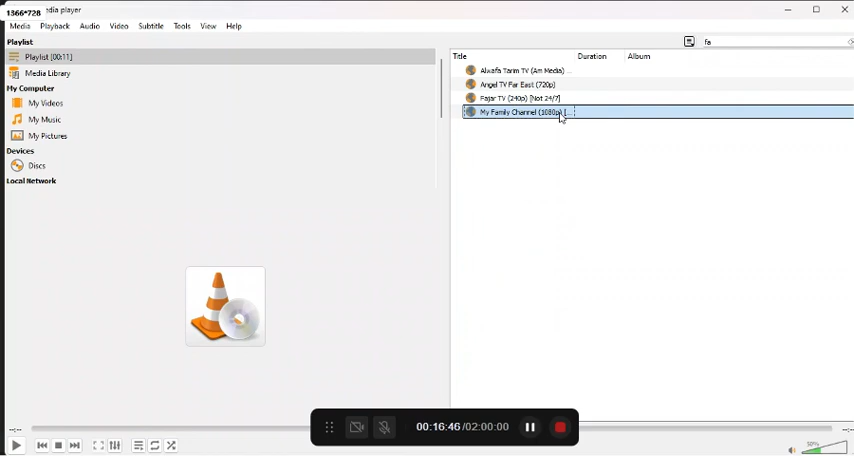 1366*728
edia player
Media Playback Audio Video Subtitle Tools View Help
Playlist
fa
Playlist [00:11]
Media Library
My Computer
My Videos
My Music
My Pictures
Devices
Discs
Local Network
Title Duration Album
Alwafa Tarim TV (Am Media) ...
Angel TV Far East (720p)
Fajar TV (240p) [Not 24/7]
My Family Channel (1080p) [...
00:16:46/02:00:00
--:--
--:--
50%